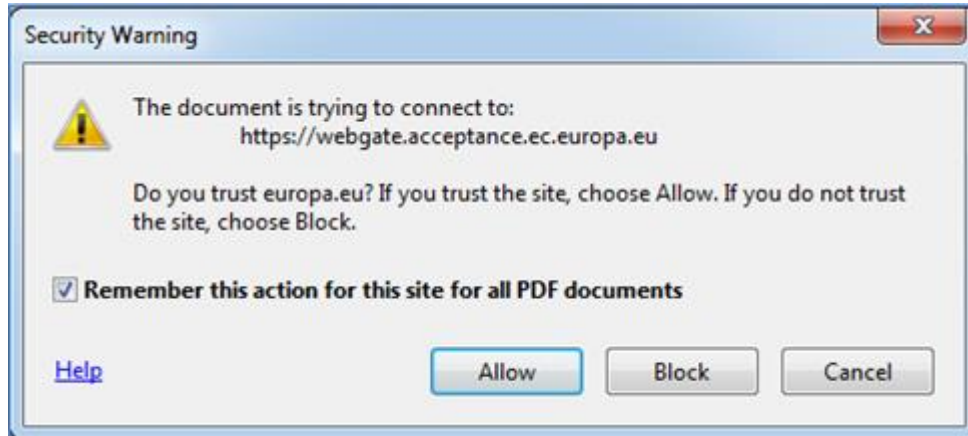 Security Warning
The document is trying to connect to:
https://webgate.acceptance.ec.europa.eu
Do you trust europa.eu? If you trust the site, choose Allow. If you do not trust
the site, choose Block.
Remember this action for this site for all PDF documents
Help
Allow
Block
Cancel